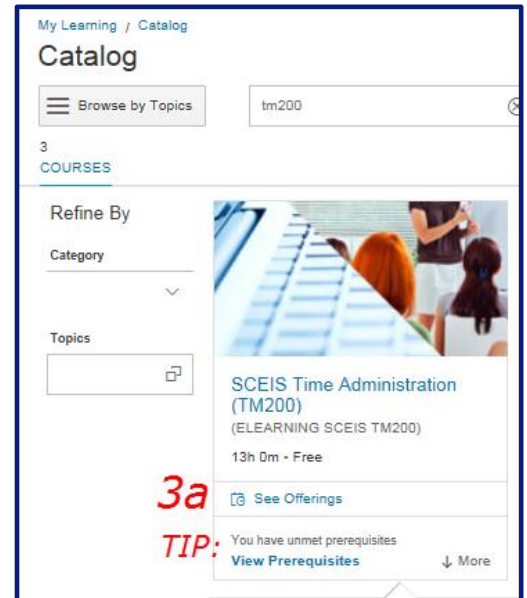 My Learning / Catalog
Catalog
Browse by Topics
tm200
3
COURSES
Refine By
Category
Topics
SCEIS Time Administration
(TM200)
(ELEARNING SCEIS TM200)
13h 0m - Free
3a
See Offerings
TIP:
You have unmet prerequisites
View Prerequisites
↓ More